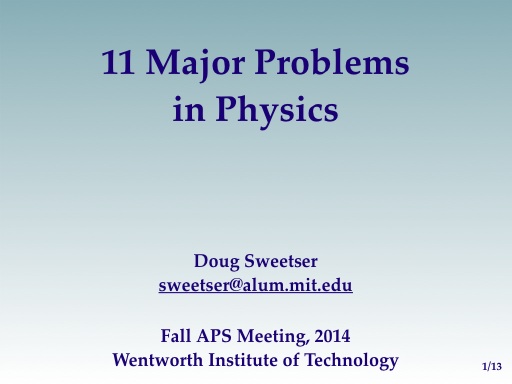 11 Major Problems
in Physics
Doug Sweetser
sweetser@alum.mit.edu
Fall APS Meeting, 2014
Wentworth Institute of Technology
1/13